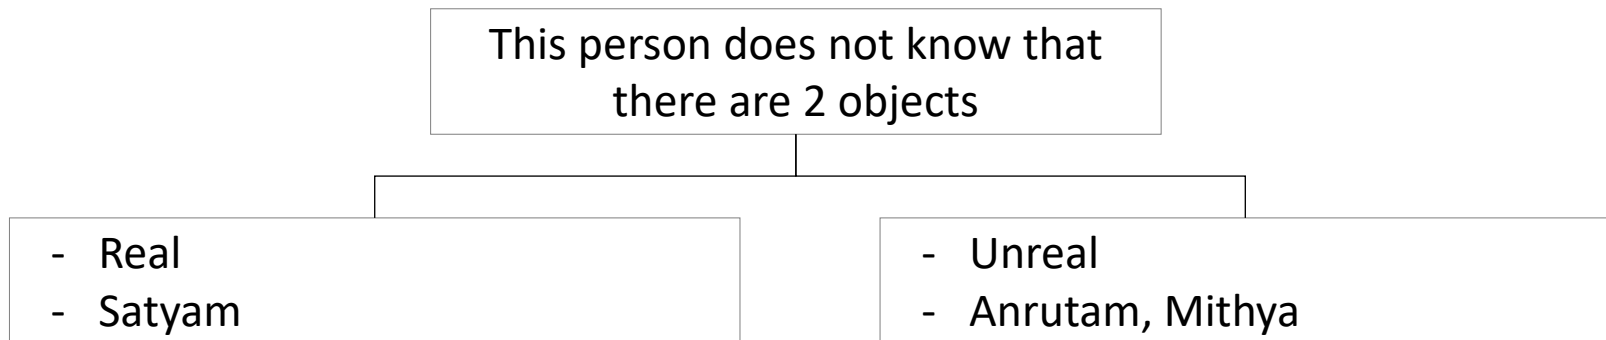 This person does not know that
there are 2 objects
- Real
- Satyam
- Unreal
- Anrutam, Mithya